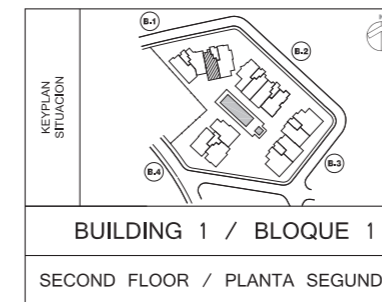 B.1
B.2
KEYPLAN
SITUACION
B.4
B.3
BUILDING 1 / BLOQUE 1
SECOND FLOOR / PLANTA SEGUND